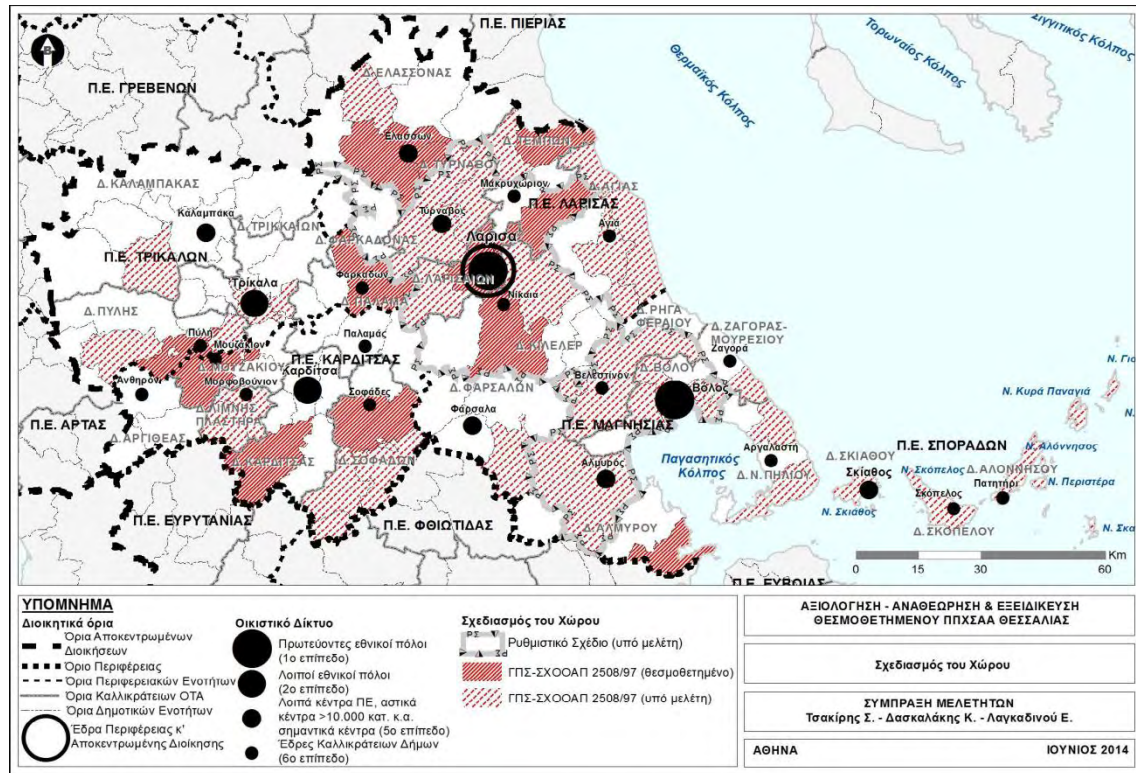 Π.Ε. ΠΙΕΡΙΑΣ
Σιγγιτικός Κόλπος
Τορωναίος Κόλπος
Θερμαϊκός Κόλπος
Β
Π.Ε. ΓΡΕΒΕΝΩΝ
Δ.ΕΛΑΣΣΟΝΑΣ
Ελασσών
Δ.ΤΕΜΠΩΝ
Δ.ΤΥΡΝΑΒΟΥ
Δ.ΚΑΛΑΜΠΑΚΑΣ
Μακρυχώριον
Δ.ΑΓΙΑΣ
Π.Ε. ΛΑΡΙΣΑΣ
Καλαμπάκα
Τύρναβος
Δ.ΤΡΙΚΚΑΙΩΝ
Αγιά
Δ.ΦΑΡΚΑΔΟΝΑΣ
Λάρισα
Π.Ε. ΤΡΙΚΑΛΩΝ
Φαρκαδών
Δ.ΛΑΡΙΣΑΙΩΝ
Τρίκαλα
Δ.ΠΑΛΑΜΑ
Νίκαια
Δ.ΠΥΛΗΣ
Δ.ΡΗΓΑ
ΦΕΡΑΙΟΥ
Δ.ΖΑΓΟΡΑΣ-
ΜΟΥΡΕΣΙΟΥ
Πύλη
Παλαμάς
Δ.ΚΙΛΕΛΕΡ
Ζαγορά
Μουζάκιον
Π.Ε. ΚΑΡΔΙΤΣΑΣ
Δ.ΜΟΥΖΑΚΙΟΥ
Καρδίτσα
Δ.ΒΟΛΟΥ
Ανθηρόν
Μορφοβούνιον
Σοφάδες
Δ.ΦΑΡΣΑΛΩΝ
Βελεστίνον
Βόλος
Ν. Κυρά Παναγιά
Δ.ΛΙΜΝΗΣ
ΠΛΑΣΤΗΡΑ
Φάρσαλα
Π.Ε. ΜΑΓΝΗΣΙΑΣ
Π.Ε. ΑΡΤΑΣ
Δ.ΑΡΓΙΘΕΑΣ
Π.Ε. ΣΠΟΡΑΔΩΝ
Ν. Αλόννησος
Δ.ΚΑΡΔΙΤΣΑΣ
Δ.ΣΟΦΑΔΩΝ
Αλμυρός
Παγασητικός
Κόλπος
Αργαλαστή
Δ.Ν.ΠΗΛΙΟΥ
Δ.ΣΚΙΑΘΟΥ
Σκίαθος
Ν. Σκόπελος
Δ.ΑΛΟΝΝΗΣΟΥ
Πατητήρι
Ν. Περιστέρα
Ν. Σκιάθος
Σκόπελος
Δ.ΣΚΟΠΕΛΟΥ
Π.Ε. ΕΥΡΥΤΑΝΙΑΣ
Π.Ε. ΦΘΙΩΤΙΔΑΣ
Δ.ΑΛΜΥΡΟΥ
Π.Ε. ΕΥΒΟΙΑΣ
Km
0 15 30 60
ΥΠΟΜΝΗΜΑ
Διοικητικά όρια
Όρια Αποκεντρωμένων
Διοικήσεων
Όριο Περιφέρειας
Όρια Περιφερειακών Ενοτήτων
Όρια Καλλικράτειων ΟΤΑ
Όρια Δημοτικών Ενοτήτων
Έδρα Περιφέρειας κ'
Αποκεντρωμένης Διοίκησης
Οικιστικό Δίκτυο
Πρωτεύοντες εθνικοί πόλοι
(1ο επίπεδο)
Λοιποί εθνικοί πόλοι
(2ο επίπεδο)
Λοιπά κέντρα ΠΕ, αστικά
κέντρα >10.000 κατ. κ.α.
σημαντικά κέντρα (5ο επίπεδο)
Έδρες Καλλικράτειων Δήμων
(6ο επίπεδο)
Σχεδιασμός του Χώρου
ΡΣ
Ρυθμιστικό Σχέδιο (υπό μελέτη)
ΓΠΣ-ΣΧΟΟΑΠ 2508/97 (θεσμοθετημένο)
ΓΠΣ-ΣΧΟΟΑΠ 2508/97 (υπό μελέτη)
ΑΞΙΟΛΟΓΗΣΗ - ΑΝΑΘΕΩΡΗΣΗ & ΕΞΕΙΔΙΚΕΥΣΗ
ΘΕΣΜΟΘΕΤΗΜΕΝΟΥ ΠΠΧΣΑΑ ΘΕΣΣΑΛΙΑΣ
Σχεδιασμός του Χώρου
ΣΥΜΠΡΑΞΗ ΜΕΛΕΤΗΤΩΝ
Τσακίρης Σ. - Δασκαλάκης Κ. - Λαγκαδινού Ε.
ΑΘΗΝΑ ΙΟΥΝΙΟΣ 2014